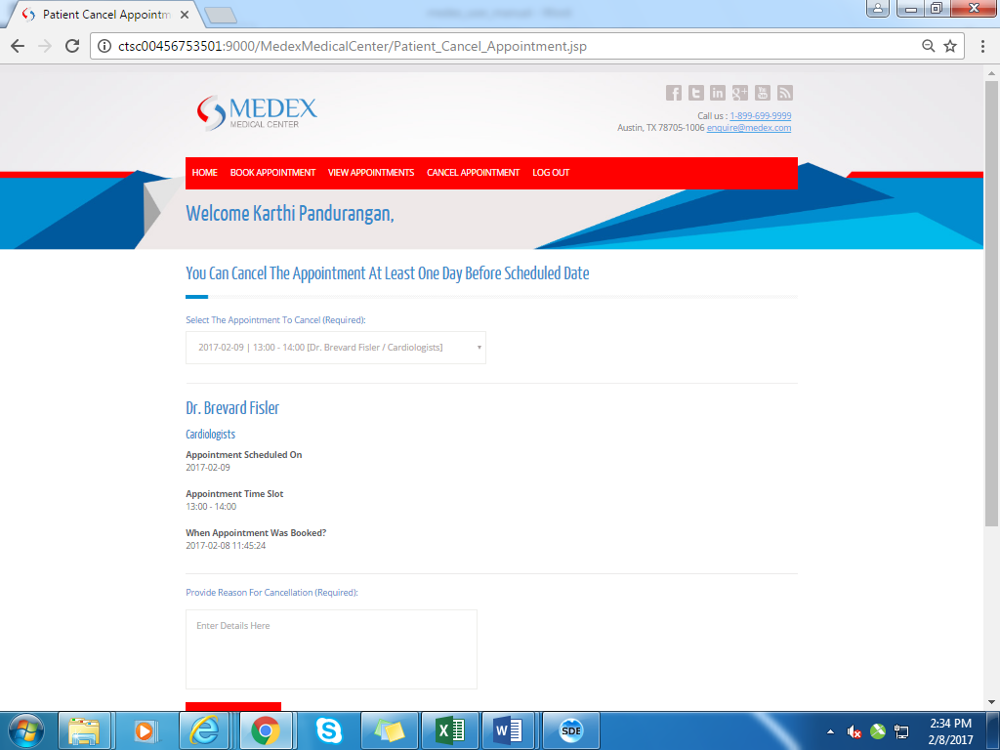 Patient Cancel Appointm
ctsc00456753501:9000/MedexMedicalCenter/Patient_Cancel_Appointment.jsp
MEDEX
MEDICAL CENTER
Call us : 1-899-699-9999
Austin, TX 78705-1006 enquire@medex.com
HOME BOOK APPOINTMENT VIEW APPOINTMENTS CANCEL APPOINTMENT LOG OUT
Welcome Karthi Pandurangan,
You Can Cancel The Appointment At Least One Day Before Scheduled Date
Select The Appointment To Cancel (Required):
2017-02-09 | 13:00 - 14:00 [Dr. Brevard Fisler / Cardiologists]
Dr. Brevard Fisler
Cardiologists
Appointment Scheduled On
2017-02-09
Appointment Time Slot
13:00 - 14:00
When Appointment Was Booked?
2017-02-08 11:45:24
Provide Reason For Cancellation (Required):
Enter Details Here
SDE
2:34 PM
2/8/2017